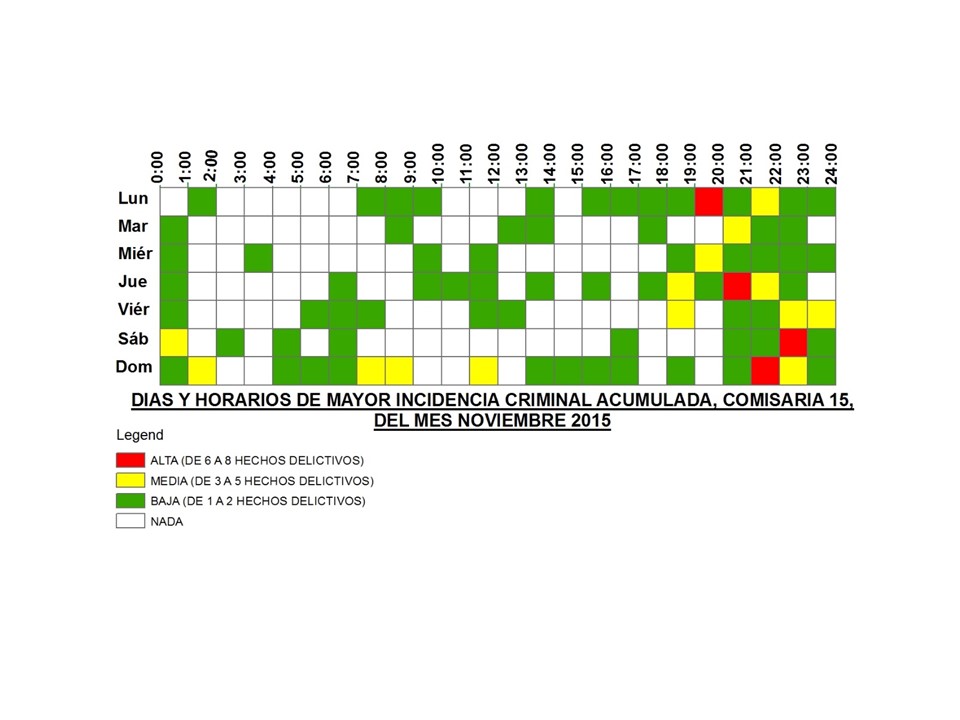 0:00 1:00 2:00 3:00 4:00 5:00 6:00 7:00 8:00 9:00 10:00 11:00 12:00 13:00 14:00 15:00 16:00 17:00 18:00 19:00 20:00 21:00 22:00 23:00 24:00
Lun
Mar
Miér
Jue
Viér
Sáb
Dom
DIAS Y HORARIOS DE MAYOR INCIDENCIA CRIMINAL ACUMULADA, COMISARIA 15,
DEL MES NOVIEMBRE 2015
Legend
ALTA (DE 6 A 8 HECHOS DELICTIVOS)
MEDIA (DE 3 A 5 HECHOS DELICTIVOS)
BAJA (DE 1 A 2 HECHOS DELICTIVOS)
NADA